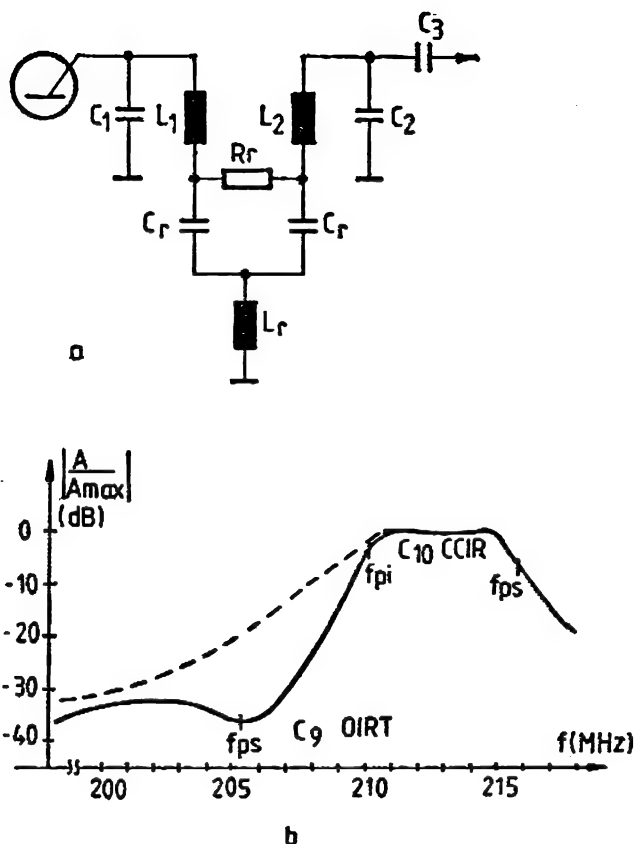 C3
C1
L1
L2
C2
Rr
Cr
Cr
Lr
a
|A/Amax|
(dB)
0
-10
-20
-30
-40
C10 CCIR
fpi
fps
fps
C9 OIRT
f(MHz)
200
205
210
215
b